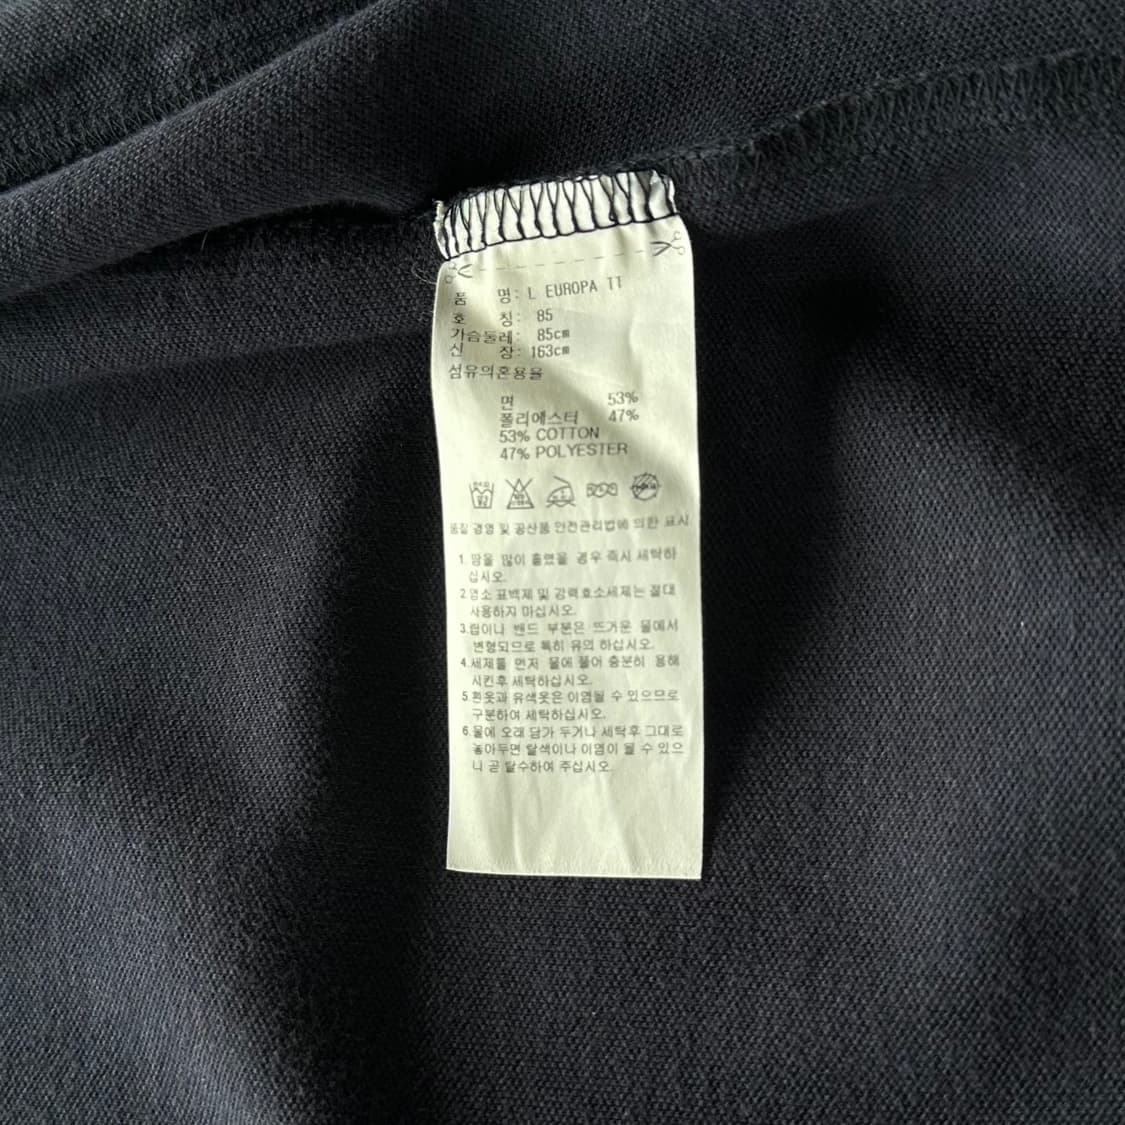 품 명: L EUROPA TT
호 칭: 85
가슴둘레: 85cm
신 장: 163cm
섬유의혼용율
면 53%
폴리에스터 47%
53% COTTON
47% POLYESTER
품질 경영 및 공산품 안전관리법에 의한 표시
1. 땀을 많이 흘렸을 경우 즉시 세탁하
십시오.
2. 염소 표백제 및 강력효소세제는 절대
사용하지 마십시오.
3. 립이나 밴드 부분은 뜨거운 물에서
변형되므로 특히 유의 하십시오.
4. 세제를 먼저 물에 풀어 충분히 용해
시킨후 세탁하십시오.
5. 흰옷과 유색옷은 이염될 수 있으므로
구분하여 세탁하십시오.
6. 물에 오래 담가 두거나 세탁후 그대로
놓아두면 탈색이나 이염이 될 수 있으
니 곧 탈수하여 주십시오.